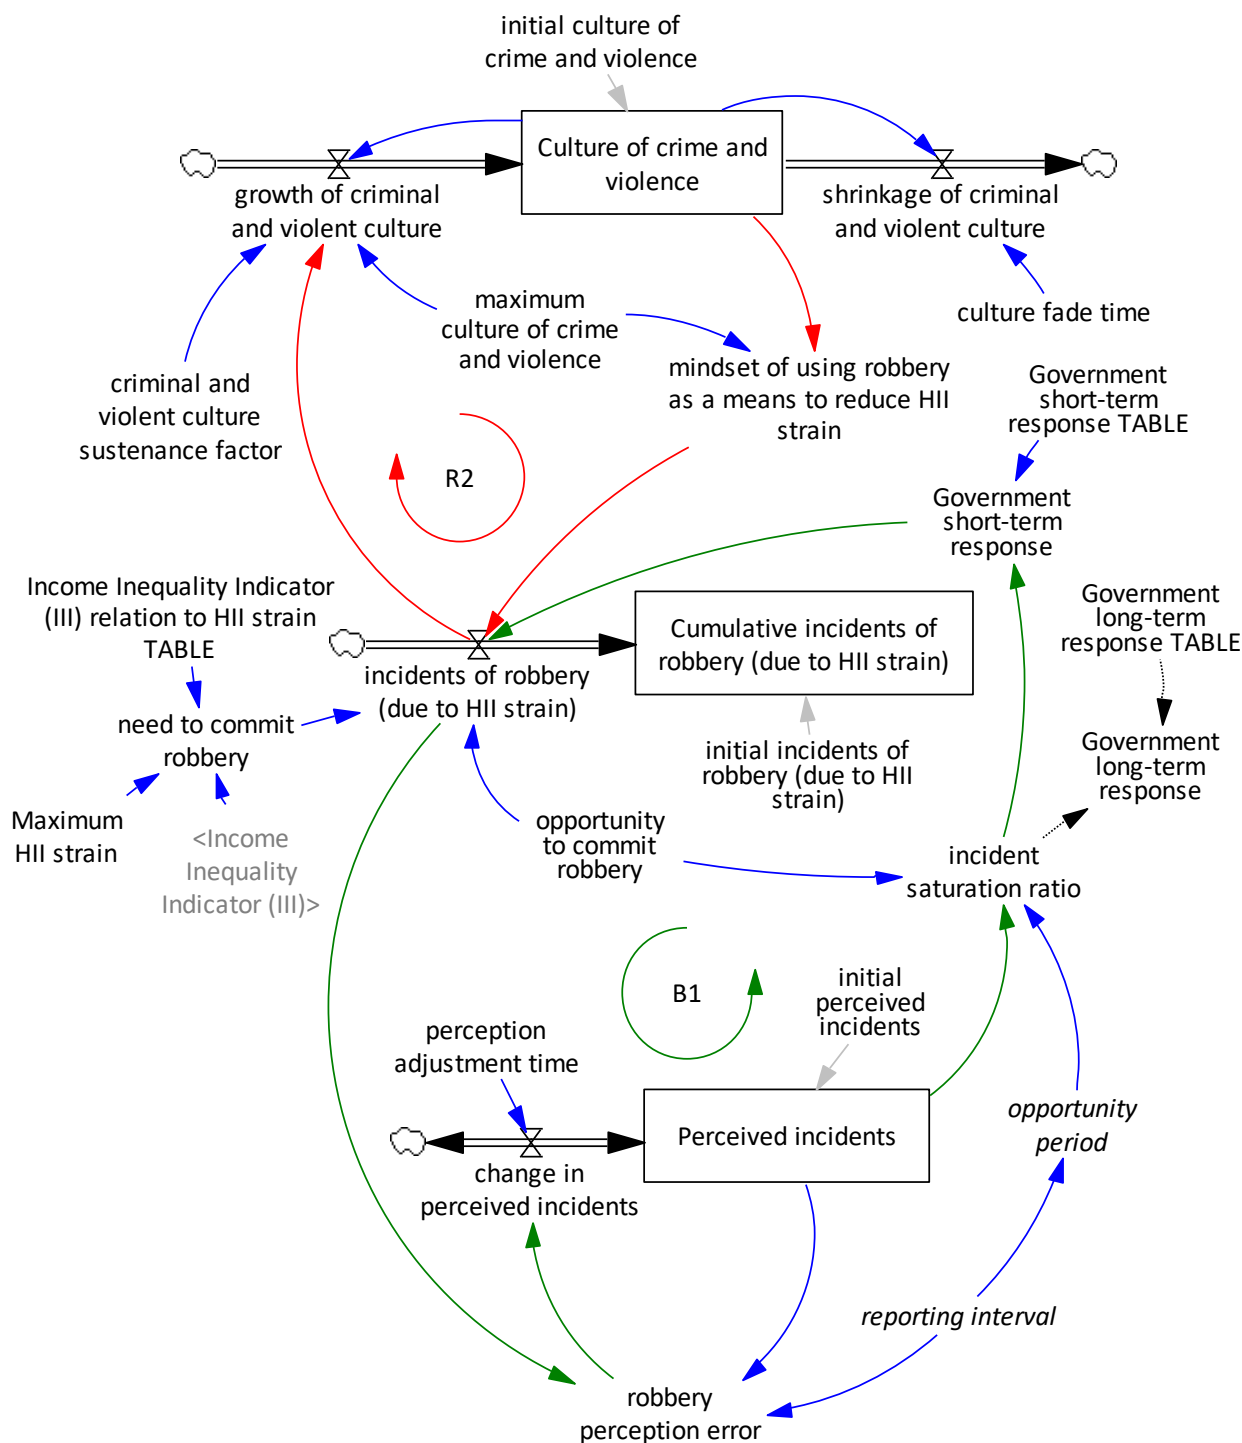 initial culture of
crime and violence
Culture of crime and
violence
growth of criminal
and violent culture
shrinkage of criminal
and violent culture
maximum
culture of crime
and violence
culture fade time
criminal and
violent culture
sustenance factor
mindset of using robbery
as a means to reduce HII
strain
Government
short-term
response TABLE
R2
Government
short-term
response
Income Inequality Indicator
(III) relation to HII strain
TABLE
Cumulative incidents of
robbery (due to HII strain)
Government
long-term
response TABLE
incidents of robbery
(due to HII strain)
need to commit
robbery
initial incidents of
robbery (due to HII
strain)
Government
long-term
response
Maximum
HII strain
<Income
Inequality
Indicator (III)>
opportunity
to commit
robbery
incident
saturation ratio
B1
initial
perceived
incidents
perception
adjustment time
Perceived incidents
opportunity
period
change in
perceived incidents
reporting interval
robbery
perception error